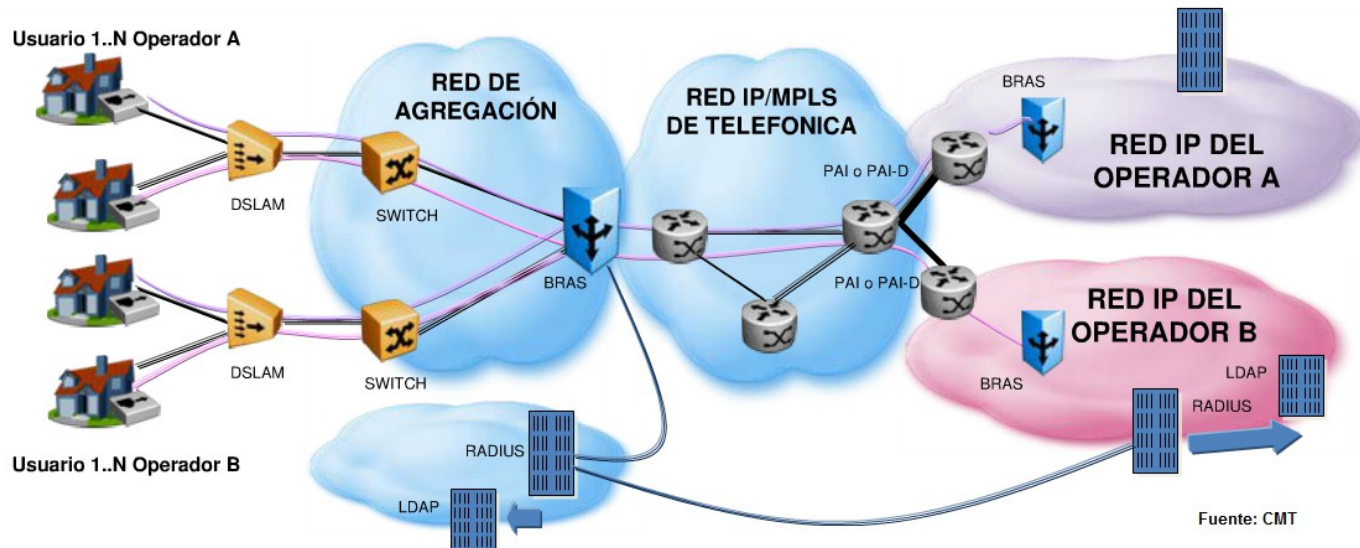 Usuario 1..N Operador A
RED DE
AGREGACIÓN
RED IP/MPLS
DE TELEFONICA
BRAS
RED IP DEL
OPERADOR A
PAI o PAI-D
DSLAM
SWITCH
BRAS
PAI o PAI-D
RED IP DEL
OPERADOR B
BRAS
DSLAM
SWITCH
LDAP
RADIUS
Usuario 1..N Operador B
RADIUS
LDAP
Fuente: CMT